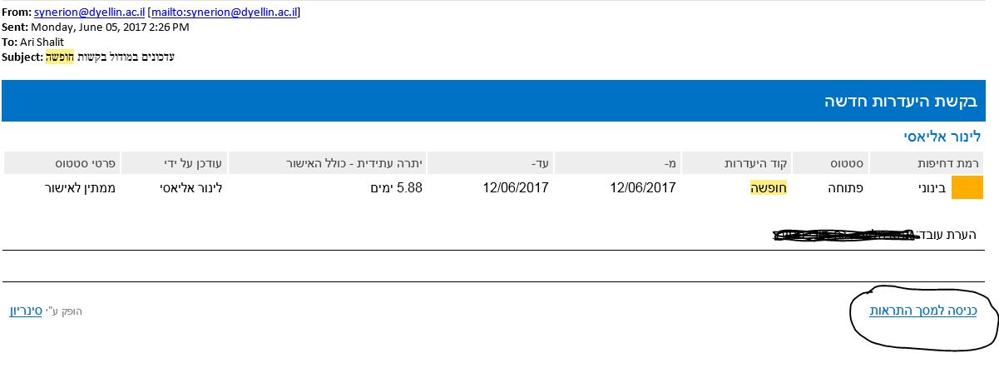 From: synerion@dyellin.ac.il [mailto:synerion@dyellin.ac.il]
Sent: Monday, June 05, 2017 2:26 PM
To: Ari Shalit
Subject: עדכונים במודול בקשות חופשה
בקשת היעדרות חדשה
לינור אליאסי
רמת דחיפות סטטוס קוד היעדרות מ- עד- יתרה עתידית - כולל האישור עודכן על ידי פרטי סטטוס
בינוני פתוחה חופשה 12/06/2017 12/06/2017 5.88 ימים לינור אליאסי ממתין לאישור
הערת עובד:
כניסה למסך התראות הופק ע"י סינריון